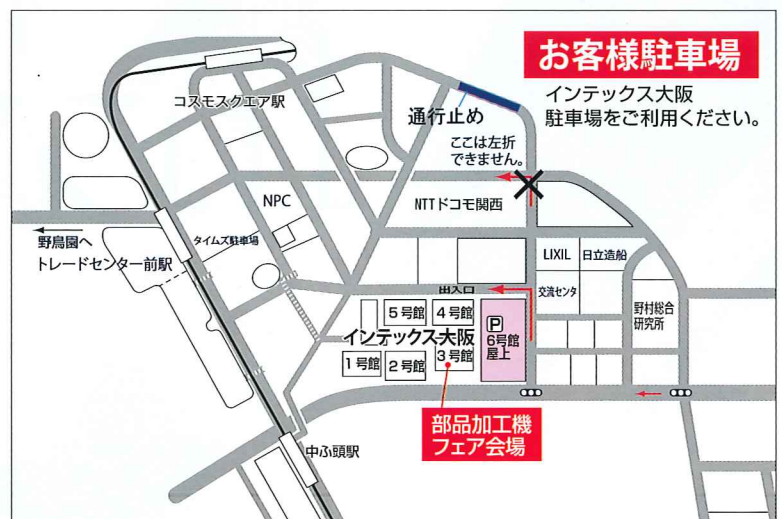 お客様駐車場
インテックス大阪
駐車場をご利用ください。
コスモスクエア駅
通行止め
ここは左折
できません。
NPC
NTTドコモ関西
野鳥園へ
タイムズ駐車場
トレードセンター前駅
LIXIL
日立造船
出入口
交流センタ
野村総合
研究所
5号館
4号館
P
6号館
屋上
インテックス大阪
1号館
2号館
3号館
部品加工機
フェア会場
中ふ頭駅